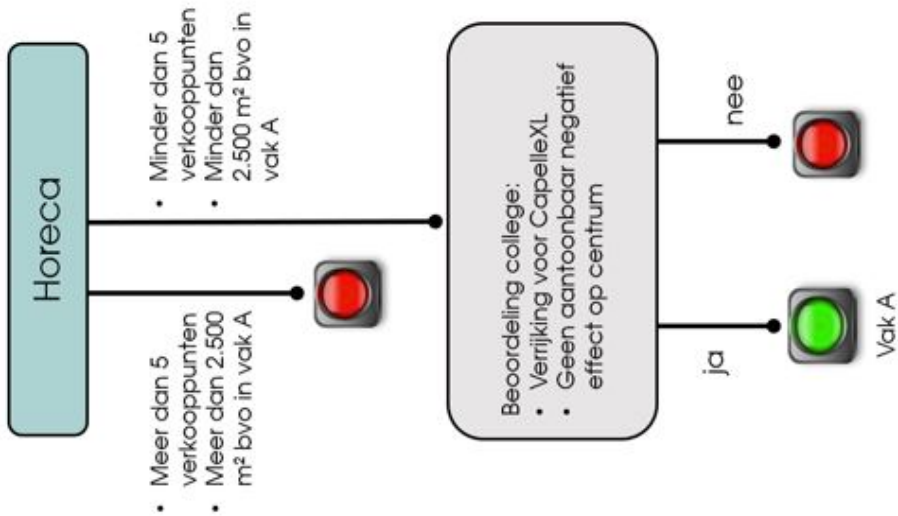 Horeca
• Meer dan 5
verkooppunten
• Meer dan 2.500
m² bvo in vak A
• Minder dan 5
verkooppunten
• Minder dan
2.500 m² bvo in
vak A
Beoordeling college:
• Verrijking voor CapelleXL
• Geen aantoonbaar negatief
effect op centrum
ja
nee
Vak A